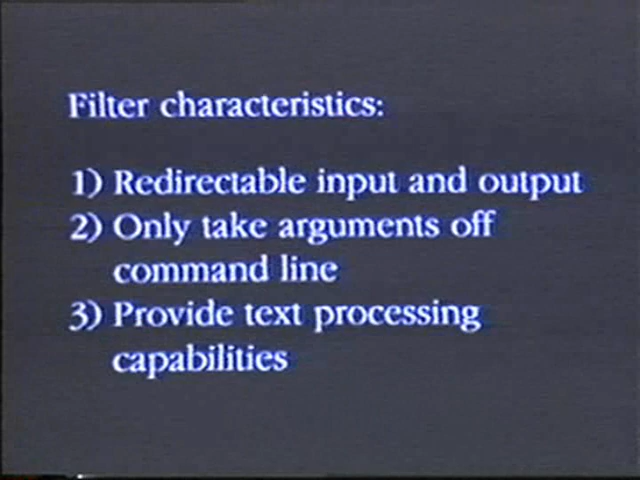 Filter characteristics:
1) Redirectable input and output
2) Only take arguments off
command line
3) Provide text processing
capabilities